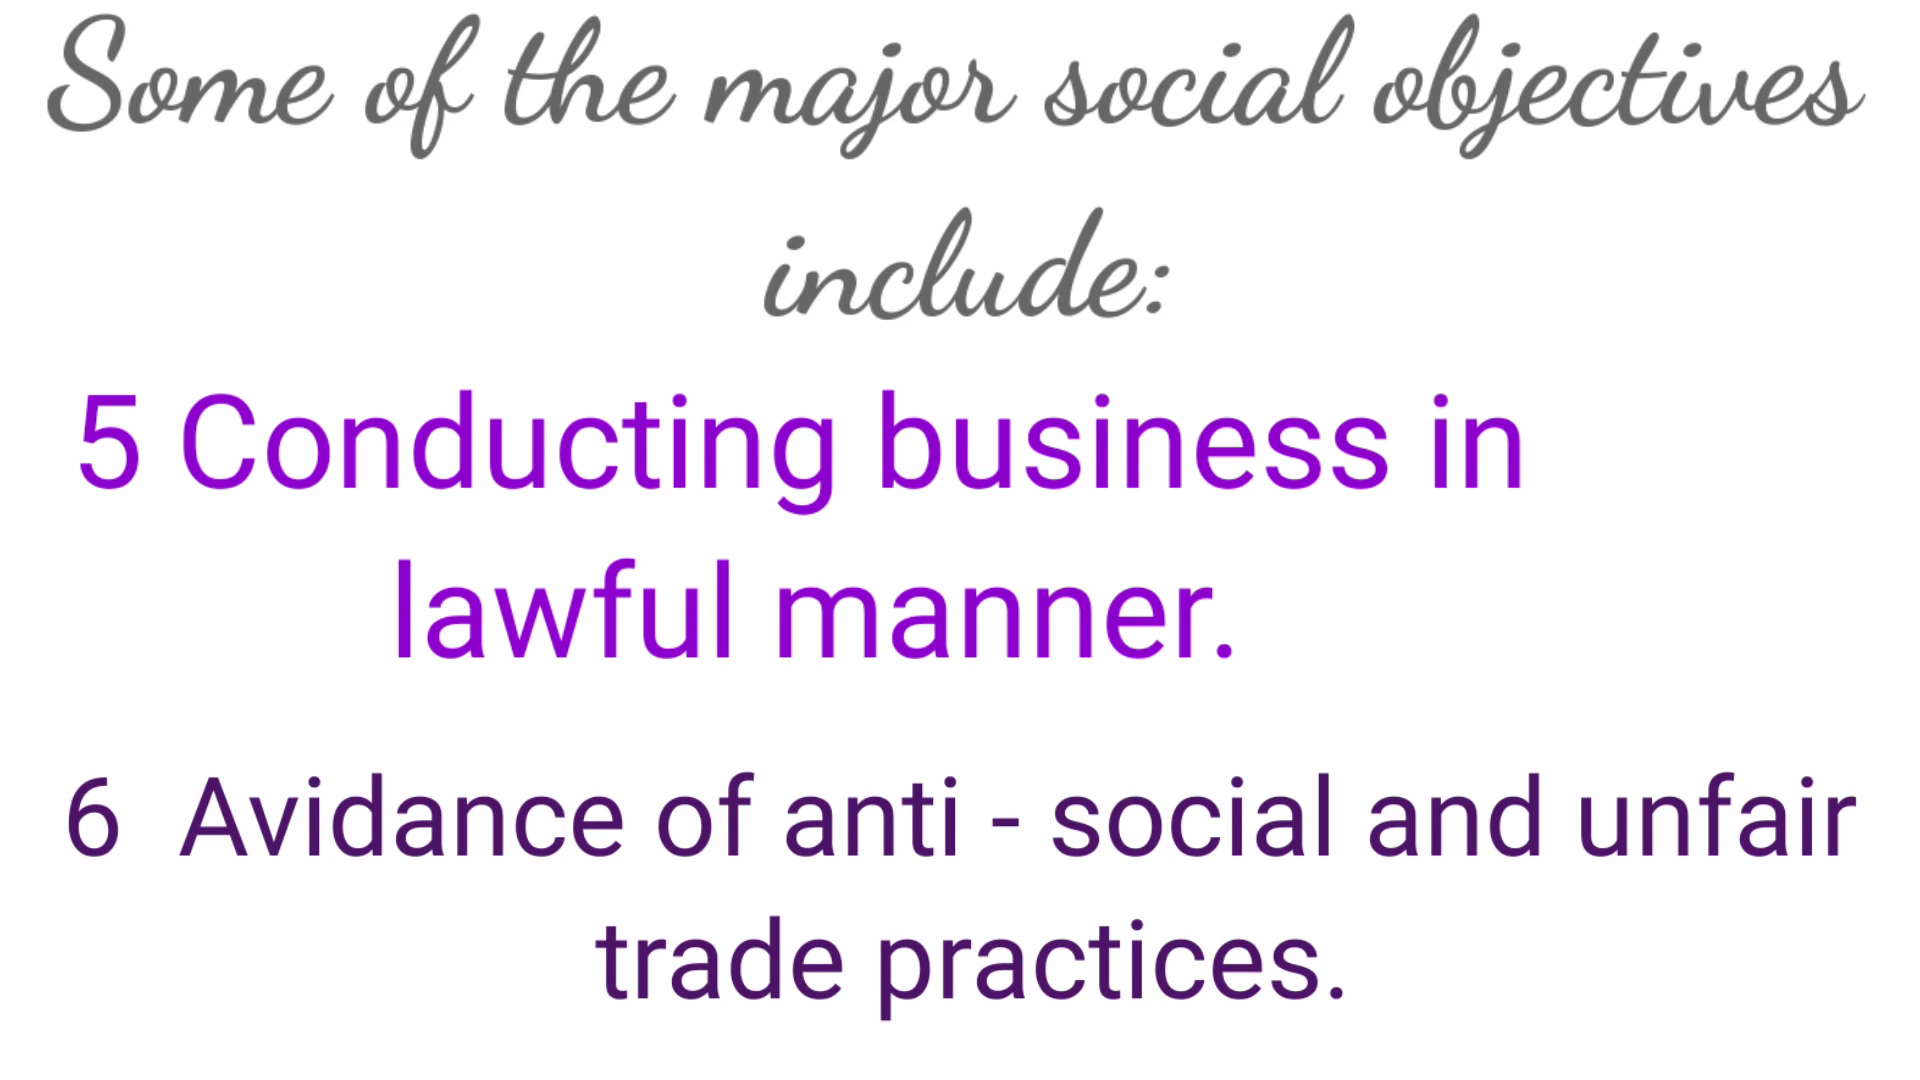 Some of the major social objectives
include:
5 Conducting business in
lawful manner.
6 Avidance of anti - social and unfair
trade practices.